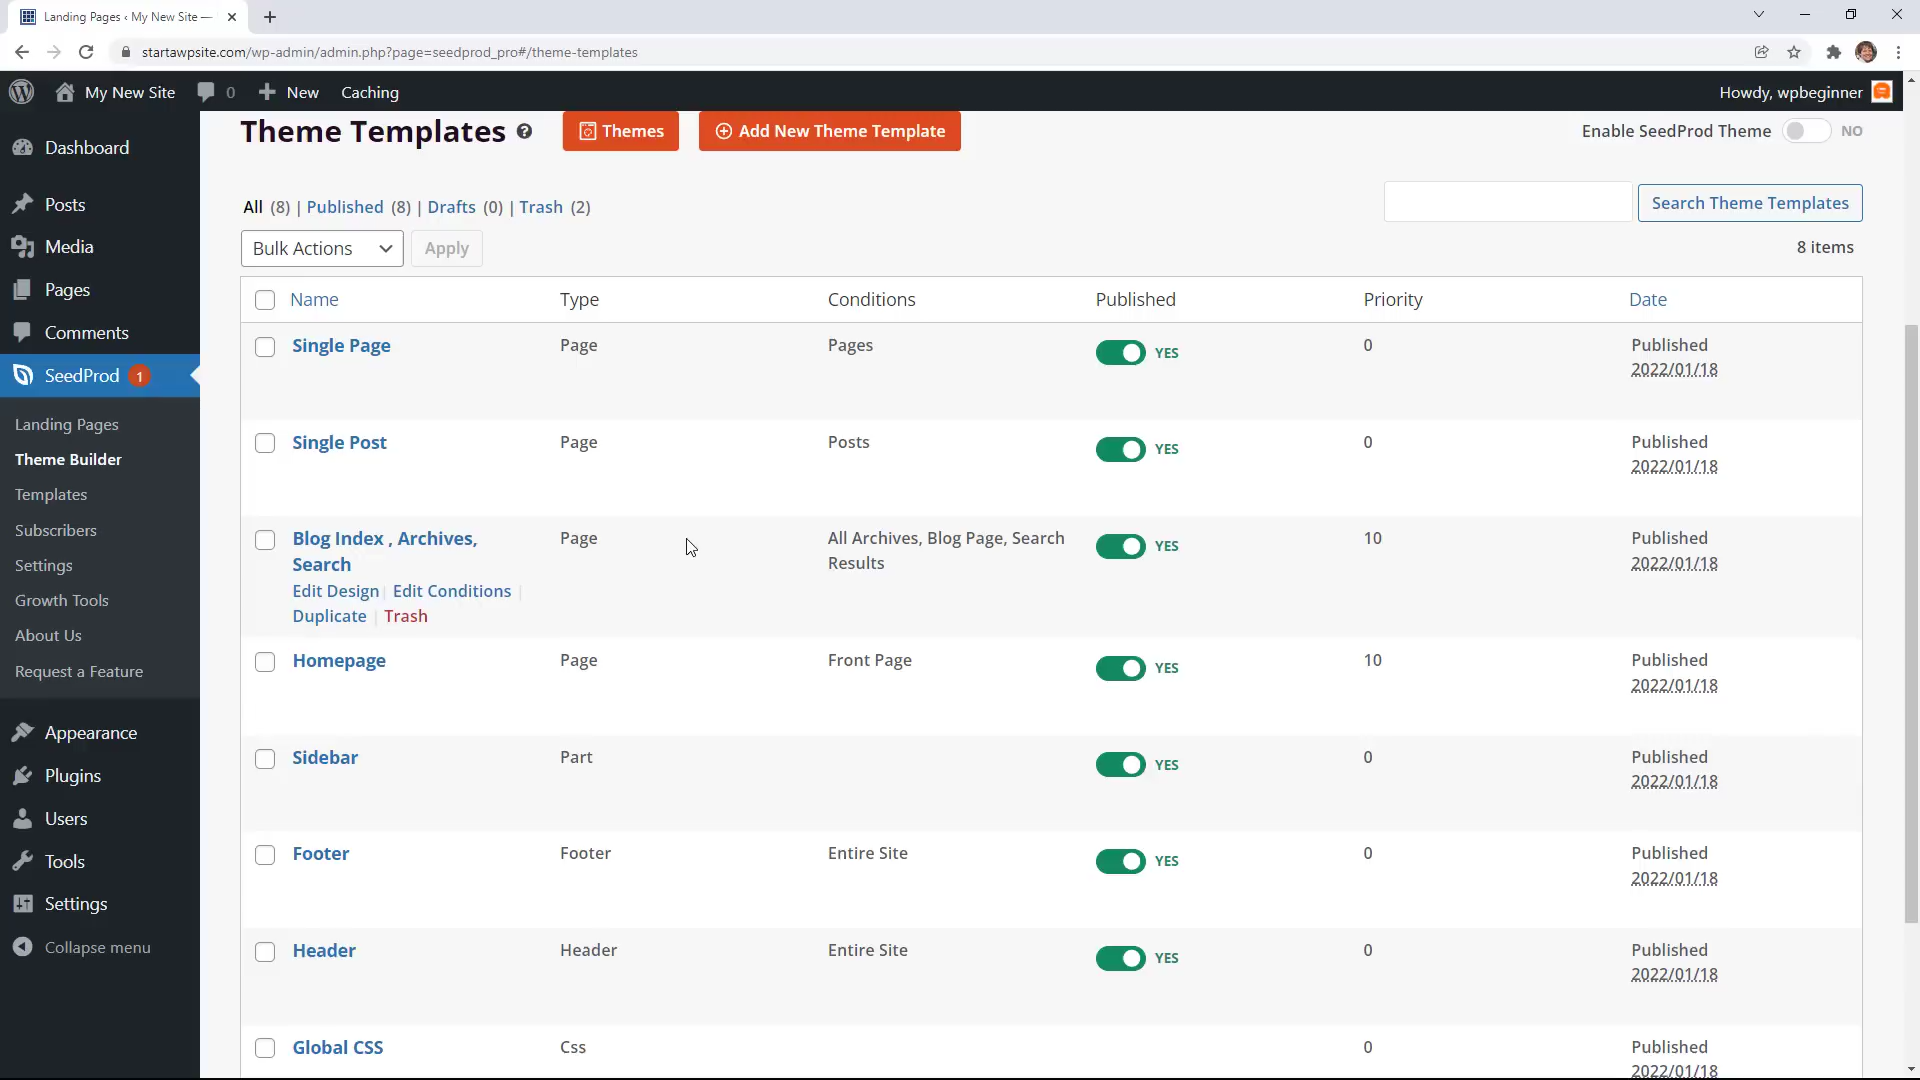 Landing Pages ‹ My New Site —
startawpsite.com/wp-admin/admin.php?page=seedprod_pro#/theme-templates
My New Site 0 New Caching Howdy, wpbeginner
Dashboard
Posts
Media
Pages
Comments
SeedProd 1
Landing Pages
Theme Builder
Templates
Subscribers
Settings
Growth Tools
About Us
Request a Feature
Appearance
Plugins
Users
Tools
Settings
Collapse menu
Theme Templates ? Themes Add New Theme Template Enable SeedProd Theme NO
All (8) | Published (8) | Drafts (0) | Trash (2) Search Theme Templates
Bulk Actions Apply 8 items
Name Type Conditions Published Priority Date
Single Page Page Pages YES 0 Published
2022/01/18
Single Post Page Posts YES 0 Published
2022/01/18
Blog Index , Archives, Page All Archives, Blog Page, Search YES 10 Published
Search Results 2022/01/18
Edit Design | Edit Conditions |
Duplicate | Trash
Homepage Page Front Page YES 10 Published
2022/01/18
Sidebar Part YES 0 Published
2022/01/18
Footer Footer Entire Site YES 0 Published
2022/01/18
Header Header Entire Site YES 0 Published
2022/01/18
Global CSS Css 0 Published
2022/01/18